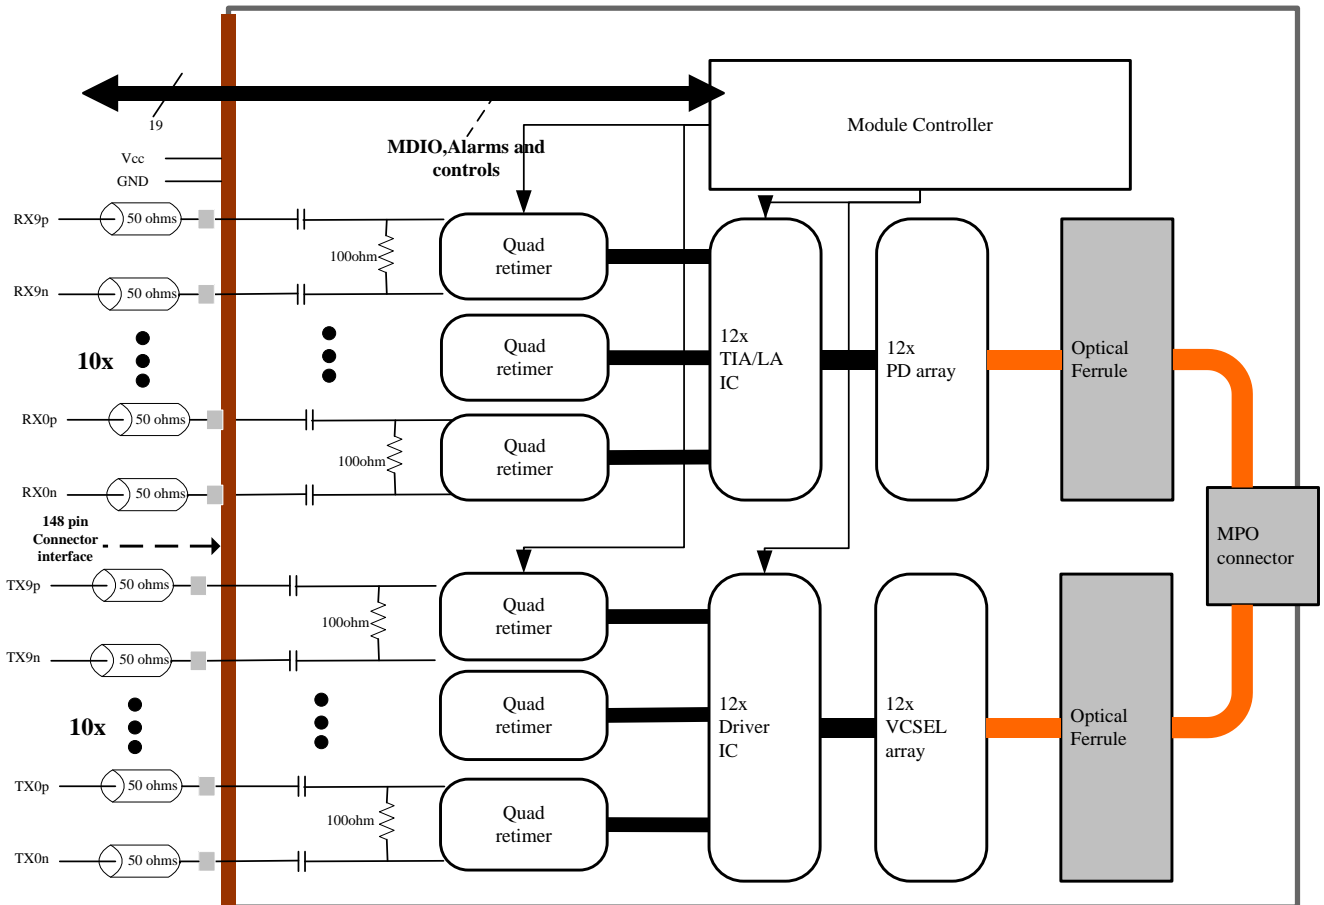 Module Controller
19
MDIO,Alarms and
controls
Vcc
GND
RX9p
50 ohms
100ohm
RX9n
50 ohms
10x
RX0p
50 ohms
100ohm
RX0n
50 ohms
Quad
retimer
Quad
retimer
Quad
retimer
12x
TIA/LA
IC
12x
PD array
Optical
Ferrule
148 pin
Connector
interface
MPO
connector
TX9p
50 ohms
100ohm
TX9n
50 ohms
10x
TX0p
50 ohms
100ohm
TX0n
50 ohms
Quad
retimer
Quad
retimer
Quad
retimer
12x
Driver
IC
12x
VCSEL
array
Optical
Ferrule